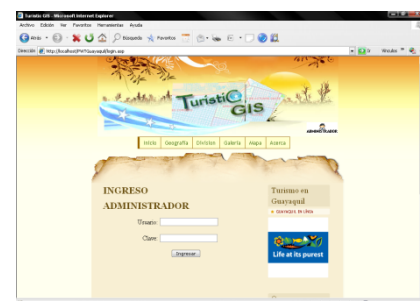 Turistic GIS - Microsoft Internet Explorer
Archivo Edición Ver Favoritos Herramientas Ayuda
Atrás Búsqueda Favoritos
Dirección http://localhost/PMTGuayaquil/login.asp Ir Vínculos
Turistic
GIS
ADMINISTRADOR
Inicio Geografía División Galería Mapa Acerca
INGRESO
ADMINISTRADOR
Usuario:
Clave:
Ingresar
Turismo en
Guayaquil
Life at its purest